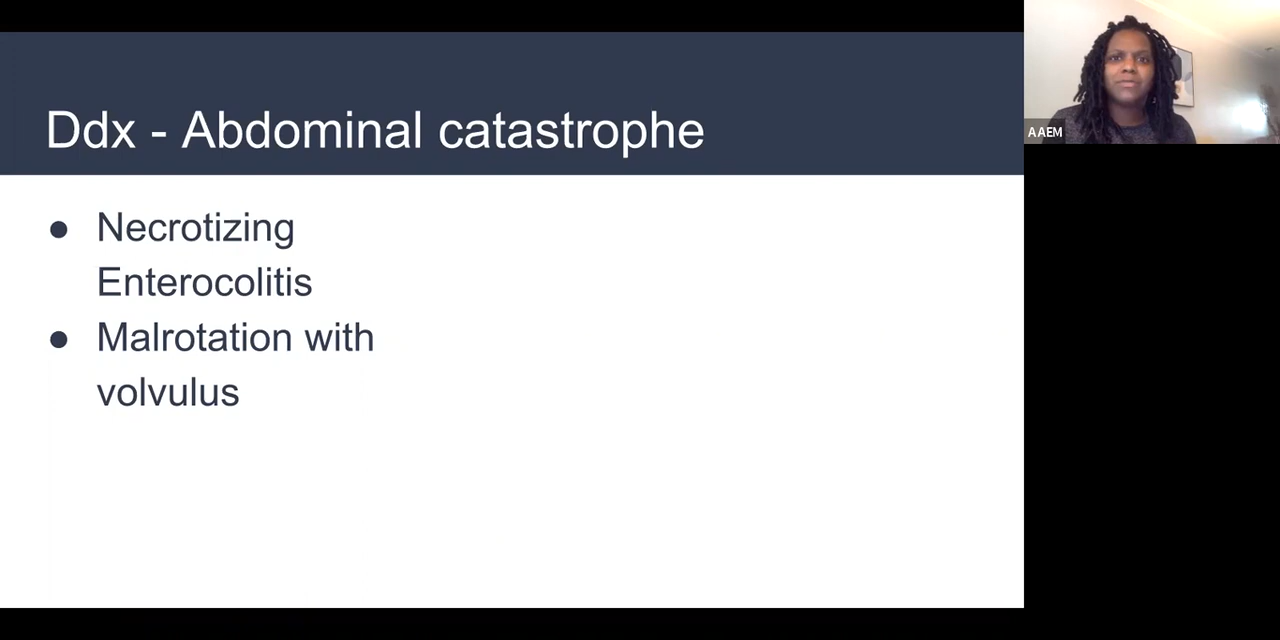 Ddx - Abdominal catastrophe
● Necrotizing
Enterocolitis
● Malrotation with
volvulus
AAEM